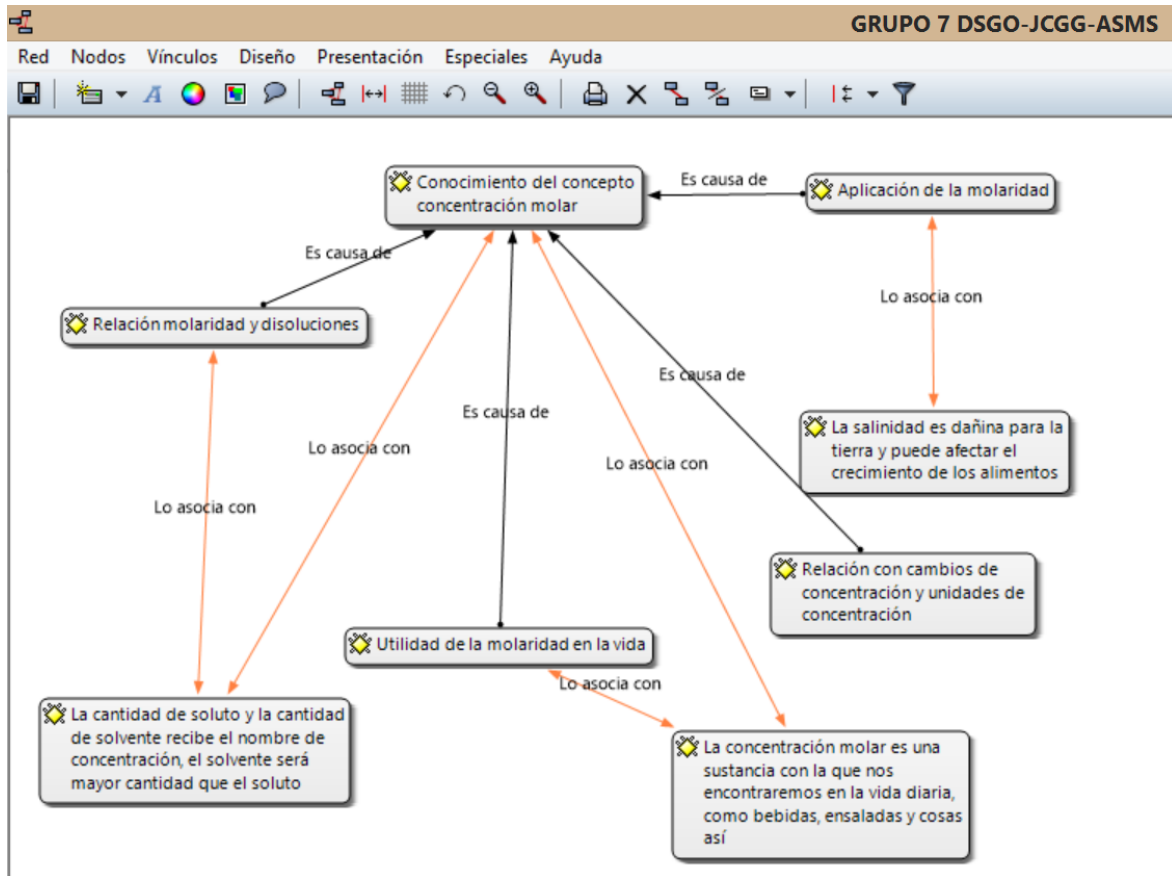 GRUPO 7 DSGO-JCGG-ASMS
Red Nodos Vínculos Diseño Presentación Especiales Ayuda
Conocimiento del concepto
concentración molar
Es causa de
Aplicación de la molaridad
Es causa de
Lo asocia con
Relación molaridad y disoluciones
Es causa de
Es causa de
La salinidad es dañina para la
tierra y puede afectar el
crecimiento de los alimentos
Lo asocia con
Lo asocia con
Lo asocia con
Relación con cambios de
concentración y unidades de
concentración
Utilidad de la molaridad en la vida
Lo asocia con
La cantidad de soluto y la cantidad
de solvente recibe el nombre de
concentración, el solvente será
mayor cantidad que el soluto
La concentración molar es una
sustancia con la que nos
encontraremos en la vida diaria,
como bebidas, ensaladas y cosas
así